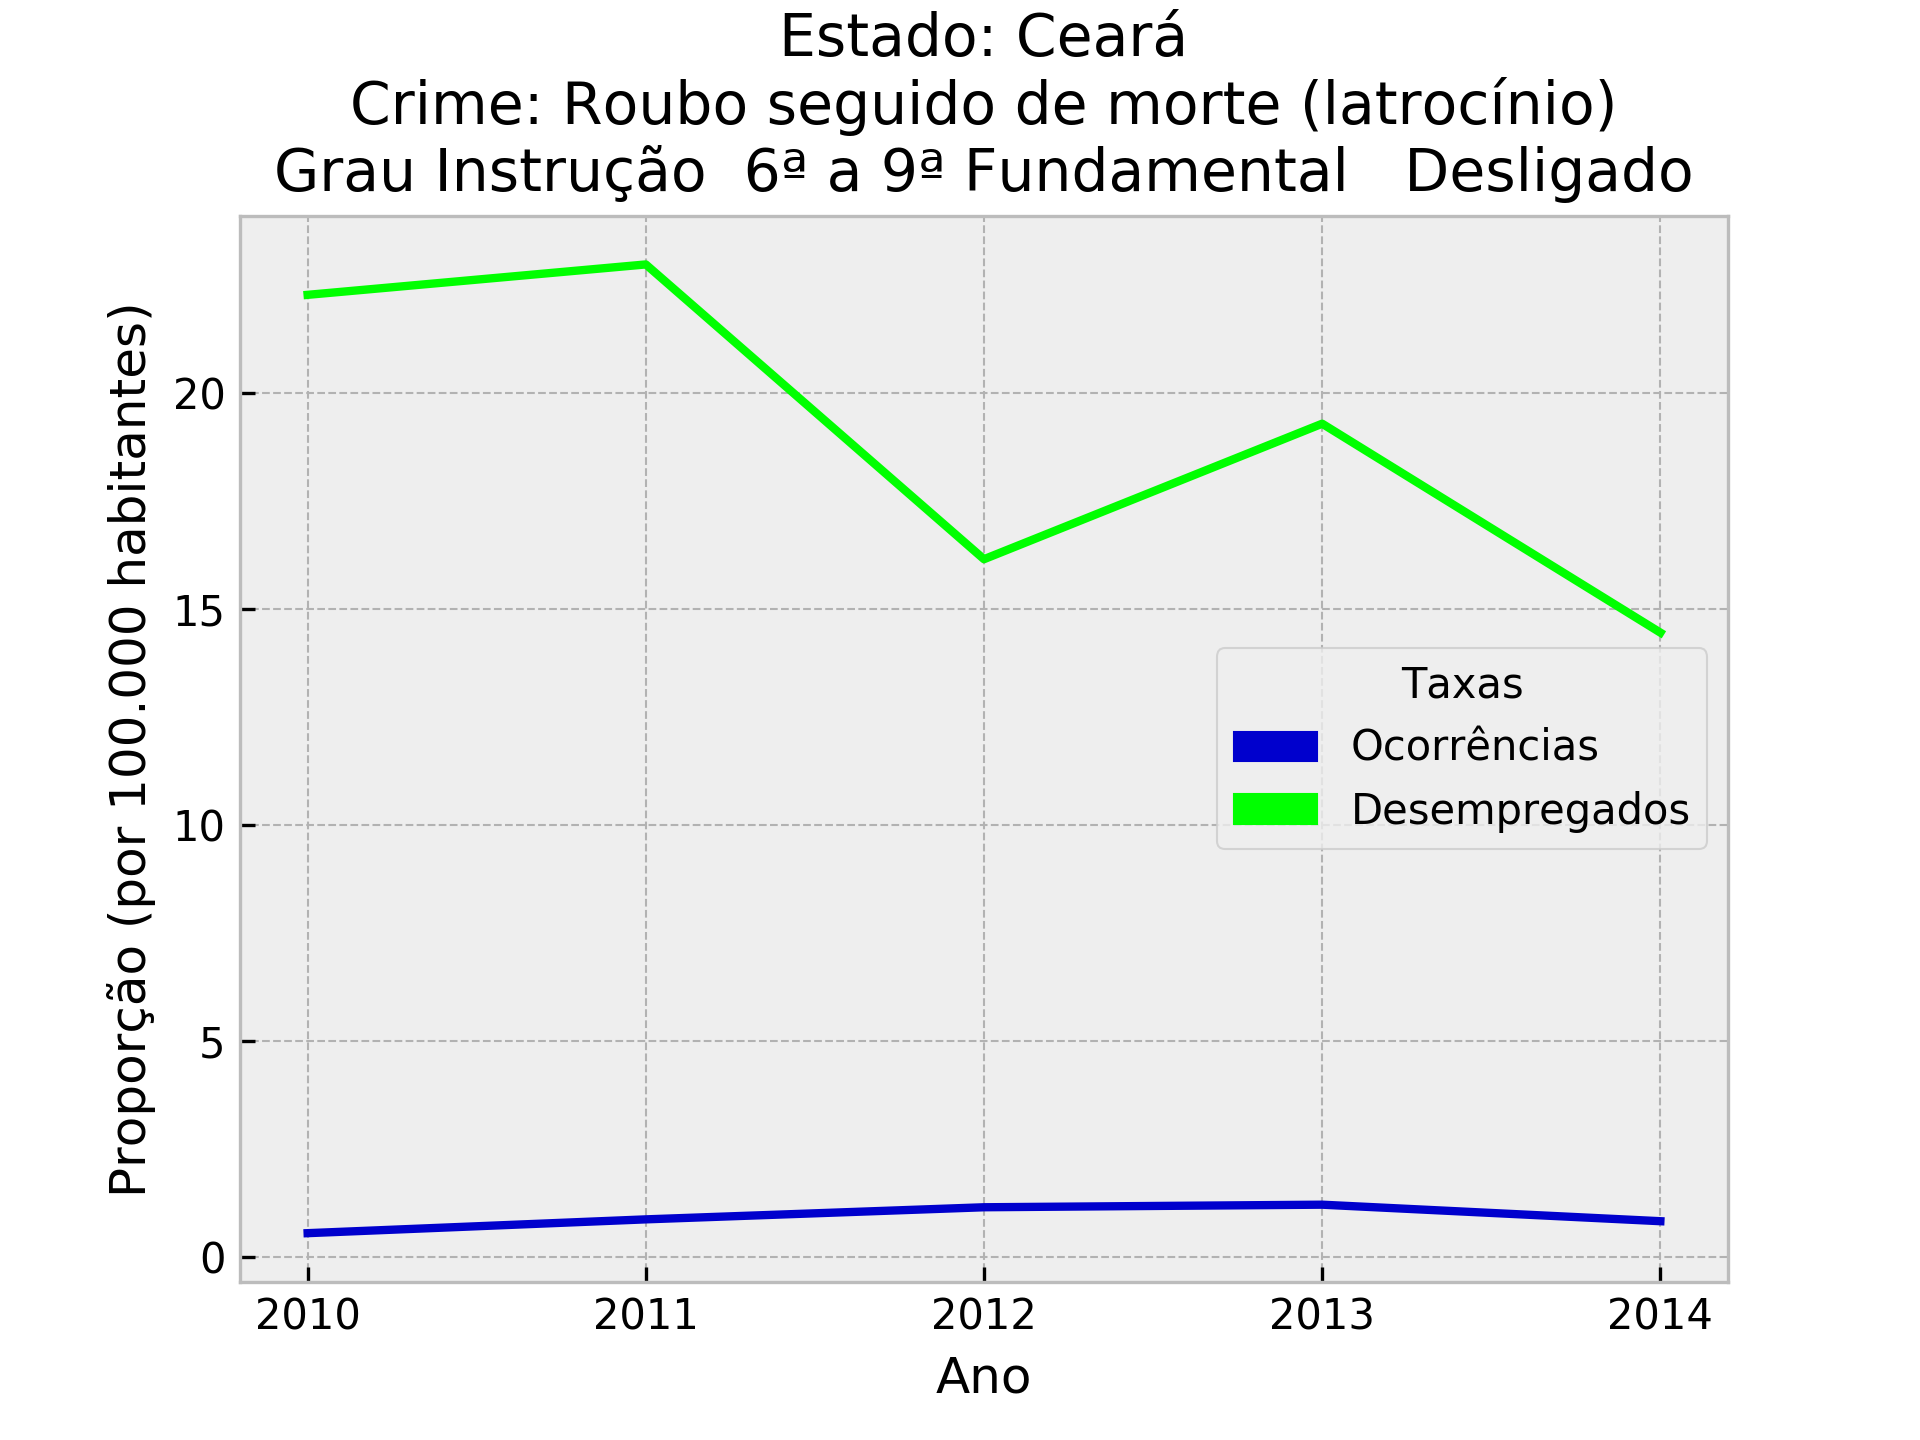 Estado: Ceará
Crime: Roubo seguido de morte (latrocínio)
Grau Instrução  6ª a 9ª Fundamental   Desligado
Proporção (por 100.000 habitantes)
20
15
10
5
0
Taxas
Ocorrências
Desempregados
2010 2011 2012 2013 2014
Ano